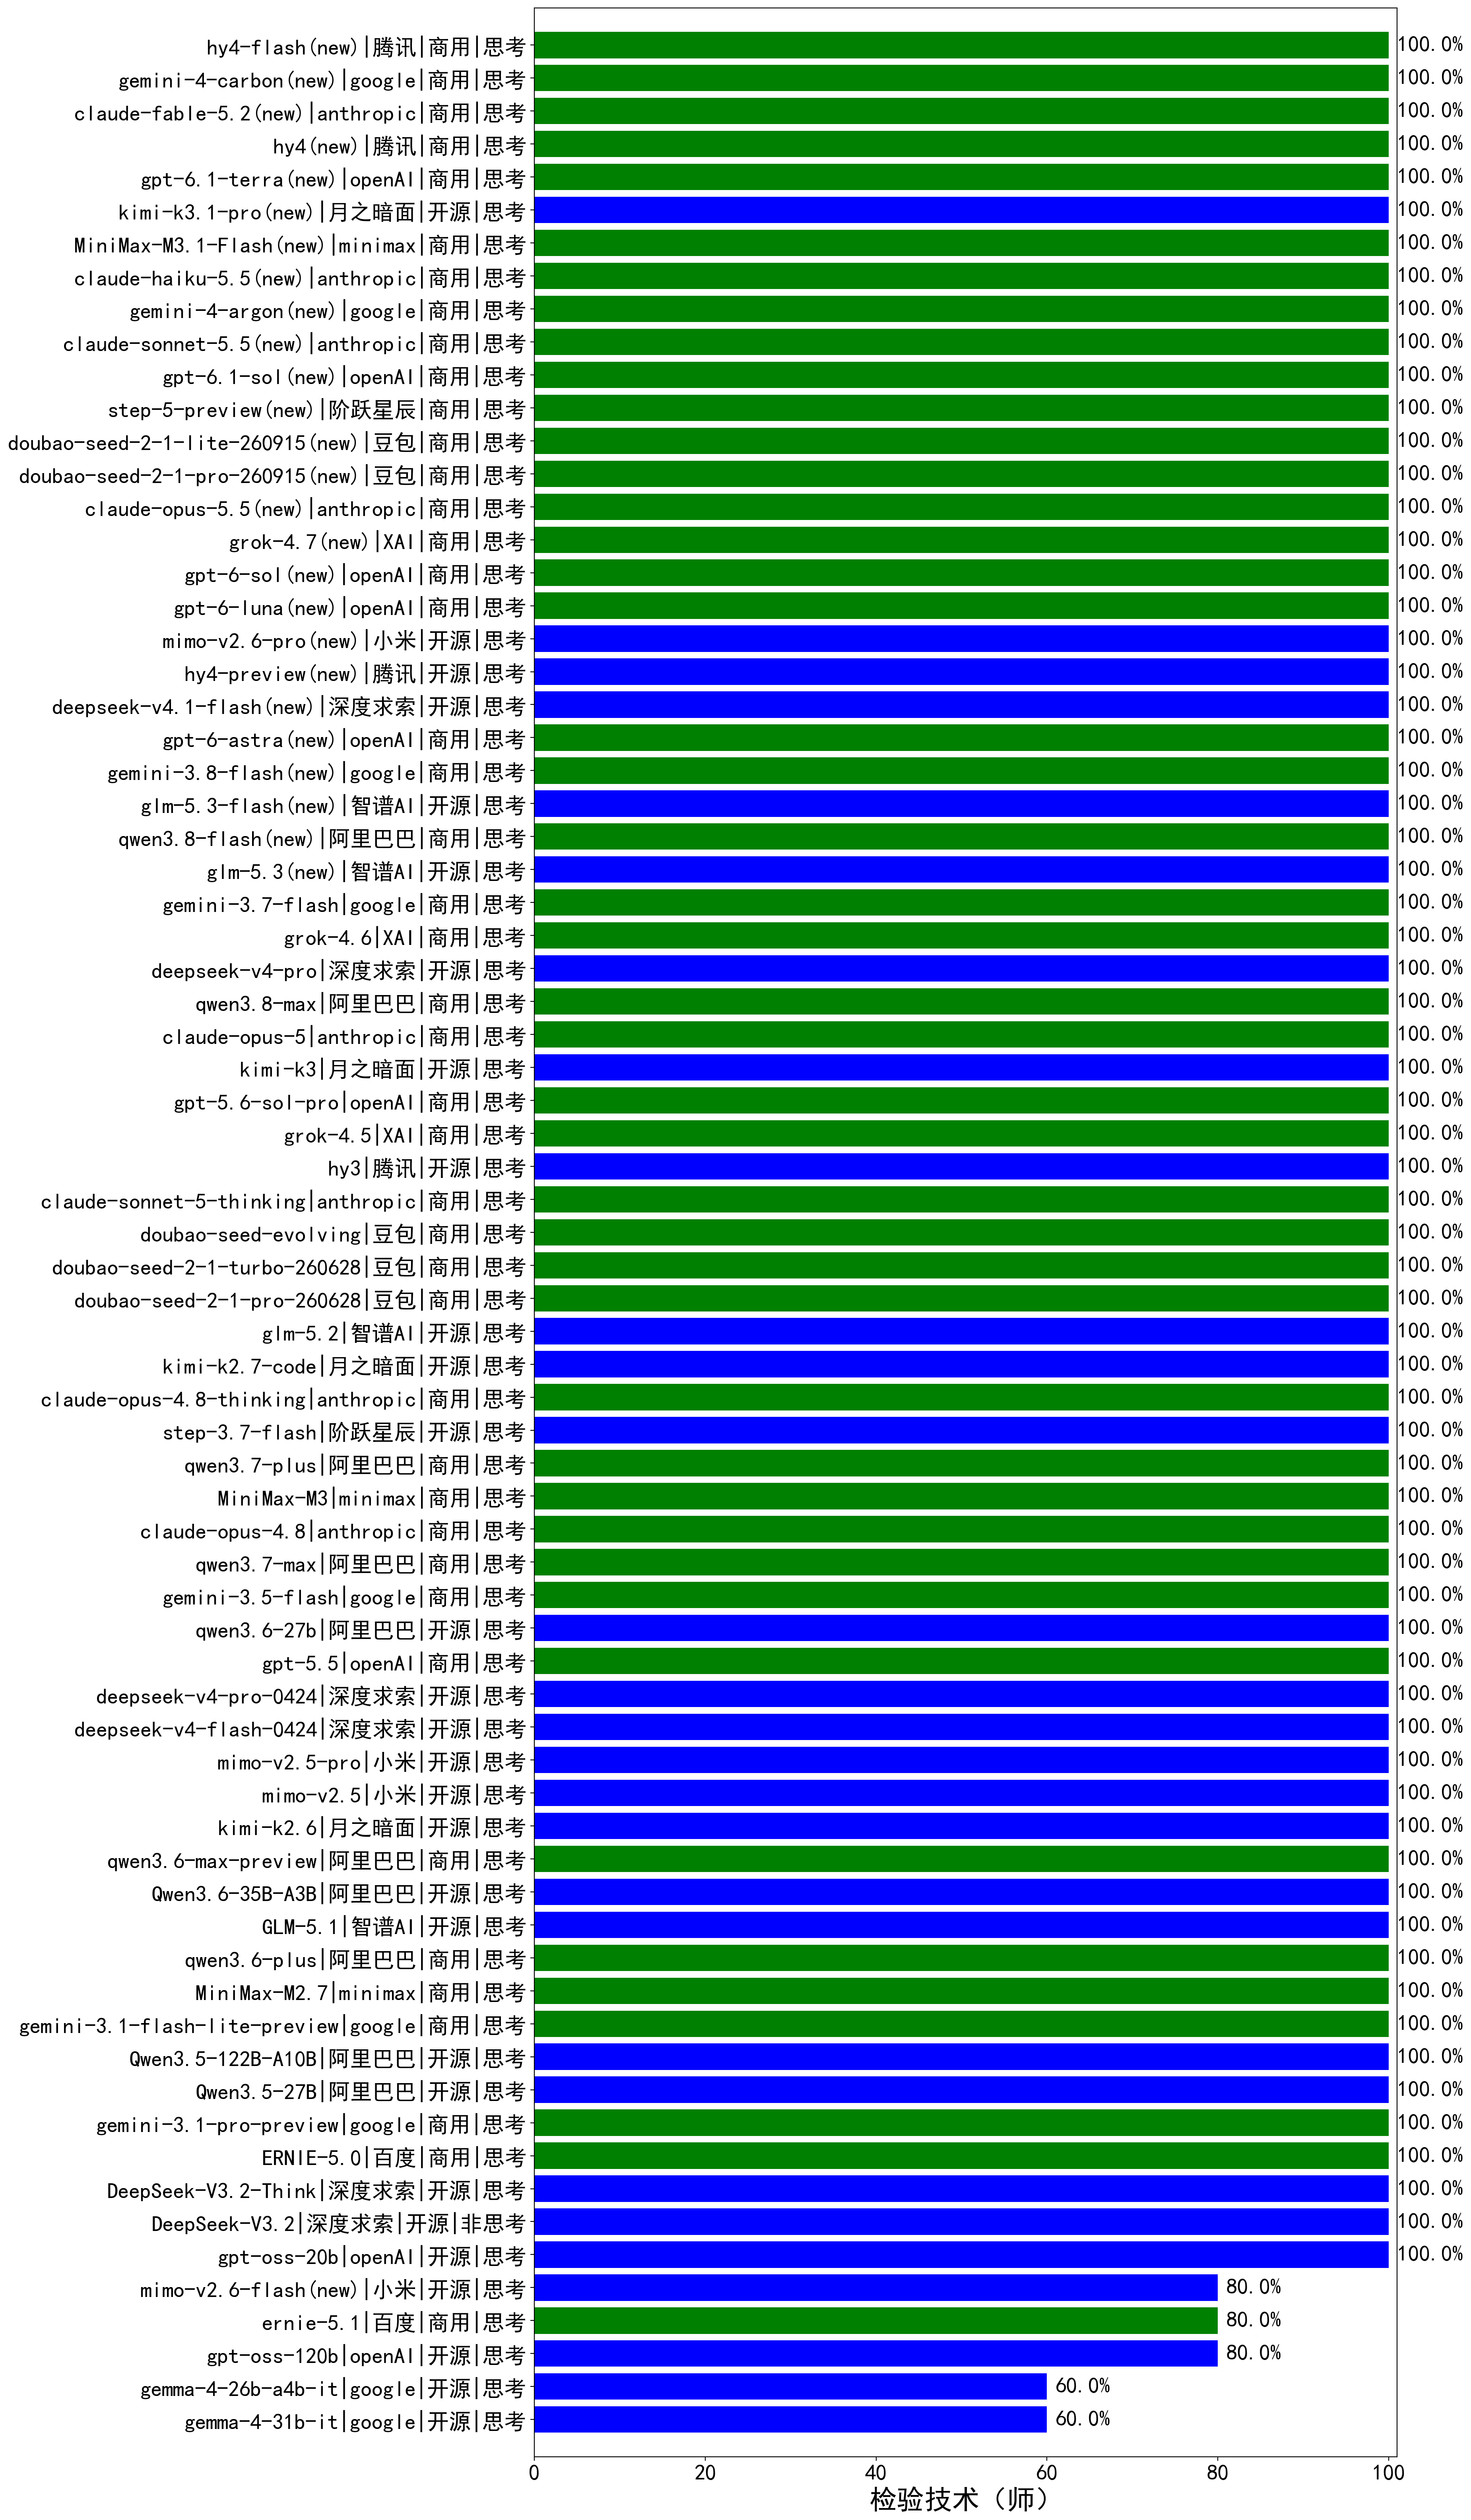 hy4-flash(new)|腾讯|商用|思考 100.0%
gemini-4-carbon(new)|google|商用|思考 100.0%
claude-fable-5.2(new)|anthropic|商用|思考 100.0%
hy4(new)|腾讯|商用|思考 100.0%
gpt-6.1-terra(new)|openAI|商用|思考 100.0%
kimi-k3.1-pro(new)|月之暗面|开源|思考 100.0%
MiniMax-M3.1-Flash(new)|minimax|商用|思考 100.0%
claude-haiku-5.5(new)|anthropic|商用|思考 100.0%
gemini-4-argon(new)|google|商用|思考 100.0%
claude-sonnet-5.5(new)|anthropic|商用|思考 100.0%
gpt-6.1-sol(new)|openAI|商用|思考 100.0%
step-5-preview(new)|阶跃星辰|商用|思考 100.0%
doubao-seed-2-1-lite-260915(new)|豆包|商用|思考 100.0%
doubao-seed-2-1-pro-260915(new)|豆包|商用|思考 100.0%
claude-opus-5.5(new)|anthropic|商用|思考 100.0%
grok-4.7(new)|XAI|商用|思考 100.0%
gpt-6-sol(new)|openAI|商用|思考 100.0%
gpt-6-luna(new)|openAI|商用|思考 100.0%
mimo-v2.6-pro(new)|小米|开源|思考 100.0%
hy4-preview(new)|腾讯|开源|思考 100.0%
deepseek-v4.1-flash(new)|深度求索|开源|思考 100.0%
gpt-6-astra(new)|openAI|商用|思考 100.0%
gemini-3.8-flash(new)|google|商用|思考 100.0%
glm-5.3-flash(new)|智谱AI|开源|思考 100.0%
qwen3.8-flash(new)|阿里巴巴|商用|思考 100.0%
glm-5.3(new)|智谱AI|开源|思考 100.0%
gemini-3.7-flash|google|商用|思考 100.0%
grok-4.6|XAI|商用|思考 100.0%
deepseek-v4-pro|深度求索|开源|思考 100.0%
qwen3.8-max|阿里巴巴|商用|思考 100.0%
claude-opus-5|anthropic|商用|思考 100.0%
kimi-k3|月之暗面|开源|思考 100.0%
gpt-5.6-sol-pro|openAI|商用|思考 100.0%
grok-4.5|XAI|商用|思考 100.0%
hy3|腾讯|开源|思考 100.0%
claude-sonnet-5-thinking|anthropic|商用|思考 100.0%
doubao-seed-evolving|豆包|商用|思考 100.0%
doubao-seed-2-1-turbo-260628|豆包|商用|思考 100.0%
doubao-seed-2-1-pro-260628|豆包|商用|思考 100.0%
glm-5.2|智谱AI|开源|思考 100.0%
kimi-k2.7-code|月之暗面|开源|思考 100.0%
claude-opus-4.8-thinking|anthropic|商用|思考 100.0%
step-3.7-flash|阶跃星辰|开源|思考 100.0%
qwen3.7-plus|阿里巴巴|商用|思考 100.0%
MiniMax-M3|minimax|商用|思考 100.0%
claude-opus-4.8|anthropic|商用|思考 100.0%
qwen3.7-max|阿里巴巴|商用|思考 100.0%
gemini-3.5-flash|google|商用|思考 100.0%
qwen3.6-27b|阿里巴巴|开源|思考 100.0%
gpt-5.5|openAI|商用|思考 100.0%
deepseek-v4-pro-0424|深度求索|开源|思考 100.0%
deepseek-v4-flash-0424|深度求索|开源|思考 100.0%
mimo-v2.5-pro|小米|开源|思考 100.0%
mimo-v2.5|小米|开源|思考 100.0%
kimi-k2.6|月之暗面|开源|思考 100.0%
qwen3.6-max-preview|阿里巴巴|商用|思考 100.0%
Qwen3.6-35B-A3B|阿里巴巴|开源|思考 100.0%
GLM-5.1|智谱AI|开源|思考 100.0%
qwen3.6-plus|阿里巴巴|商用|思考 100.0%
MiniMax-M2.7|minimax|商用|思考 100.0%
gemini-3.1-flash-lite-preview|google|商用|思考 100.0%
Qwen3.5-122B-A10B|阿里巴巴|开源|思考 100.0%
Qwen3.5-27B|阿里巴巴|开源|思考 100.0%
gemini-3.1-pro-preview|google|商用|思考 100.0%
ERNIE-5.0|百度|商用|思考 100.0%
DeepSeek-V3.2-Think|深度求索|开源|思考 100.0%
DeepSeek-V3.2|深度求索|开源|非思考 100.0%
gpt-oss-20b|openAI|开源|思考 100.0%
mimo-v2.6-flash(new)|小米|开源|思考 80.0%
ernie-5.1|百度|商用|思考 80.0%
gpt-oss-120b|openAI|开源|思考 80.0%
gemma-4-26b-a4b-it|google|开源|思考 60.0%
gemma-4-31b-it|google|开源|思考 60.0%
0 20 40 60 80 100
检验技术（师）